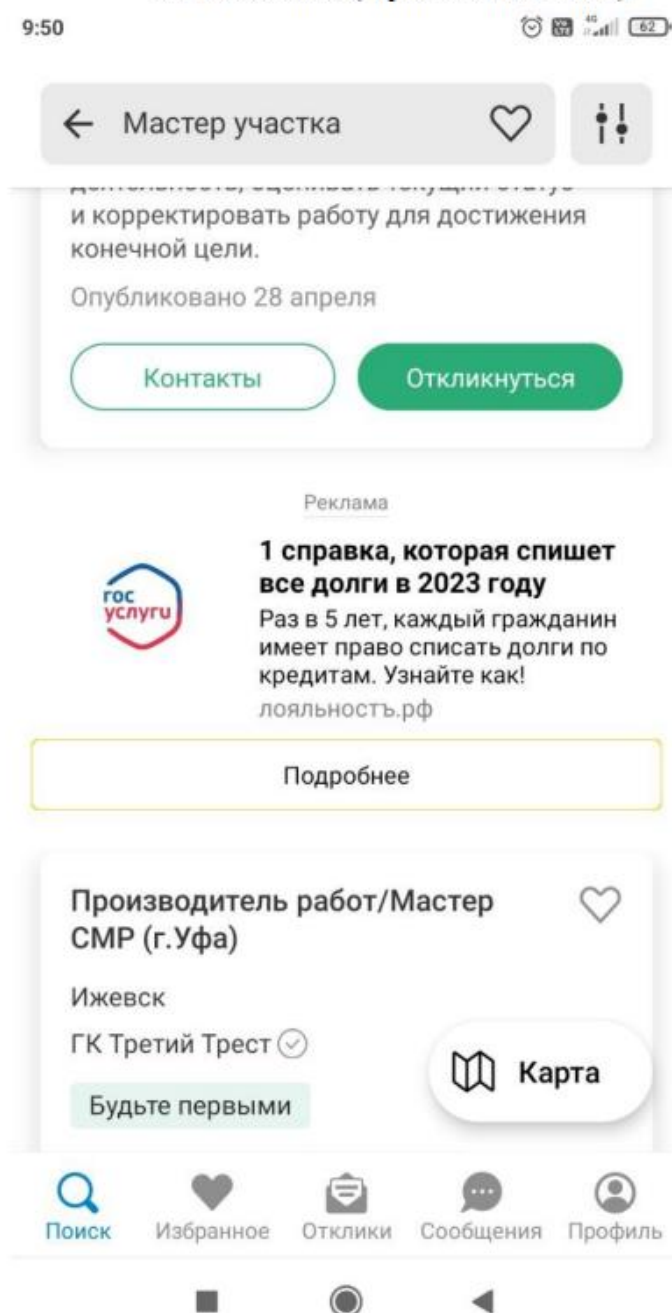 9:50
4G
62
Мастер участка
и корректировать работу для достижения
конечной цели.
Опубликовано 28 апреля
Контакты
Откликнуться
Реклама
гос
услуги
1 справка, которая спишет
все долги в 2023 году
Раз в 5 лет, каждый гражданин
имеет право списать долги по
кредитам. Узнайте как!
лояльностъ.рф
Подробнее
Производитель работ/Мастер
СМР (г.Уфа)
Ижевск
ГК Третий Трест
Карта
Будьте первыми
Поиск
Избранное
Отклики
Сообщения
Профиль